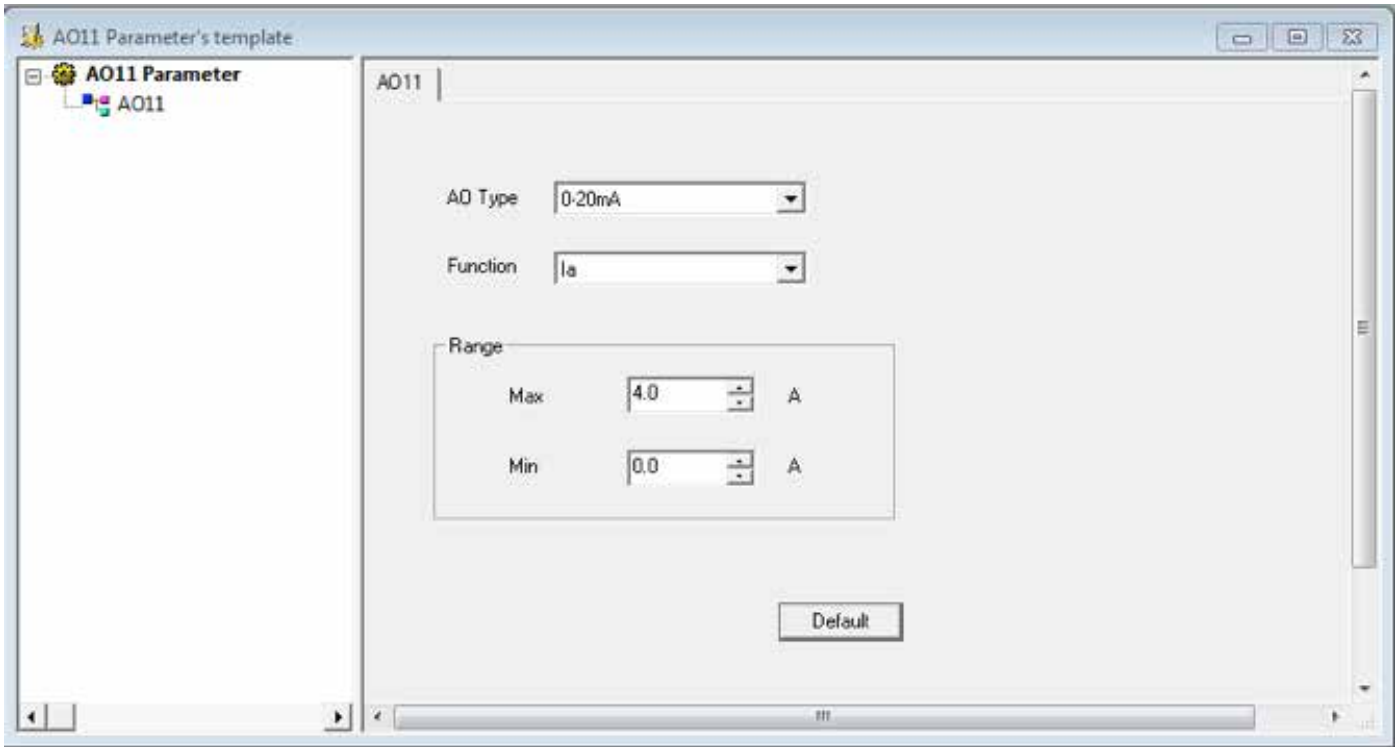 AO11 Parameter's template
AO11 Parameter
AO11
AO11
AO Type 0-20mA
Function Ia
Range
Max 4.0 A
Min 0.0 A
Default